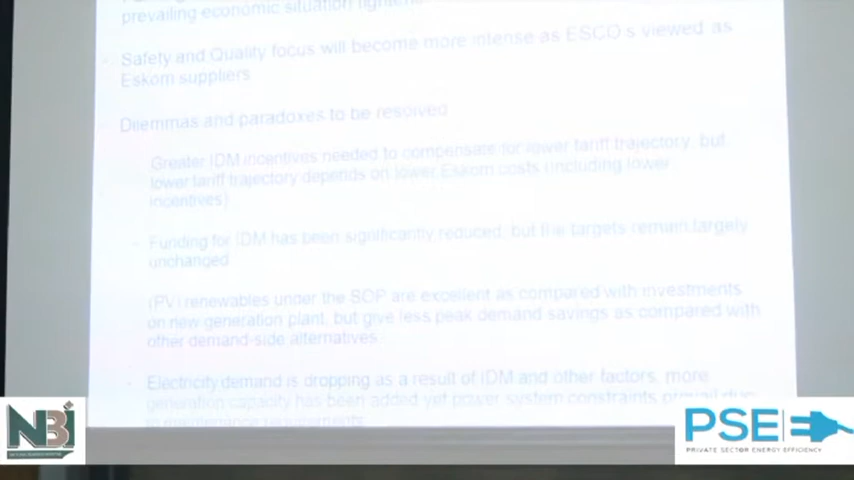 prevailing economic situation
Safety and Quality focus will become more intense as ESCO's viewed as
Eskom suppliers
Dilemmas and paradoxes to be resolved
Greater IDM incentives needed to compensate for lower tariff trajectory, but
lower tariff trajectory depends on lower Eskom costs (including lower
incentives)
- Funding for IDM has been significantly reduced, but the targets remain largely
unchanged
(PV) renewables under the SOP are excellent as compared with investments
on new generation plant, but give less peak demand savings as compared with
other demand-side alternatives
- Electricity demand is dropping as a result of IDM and other factors, more
generation capacity has been added yet power system constraints prevail due
to maintenance requirements
NBI
PSE
PRIVATE SECTOR ENERGY EFFICIENCY